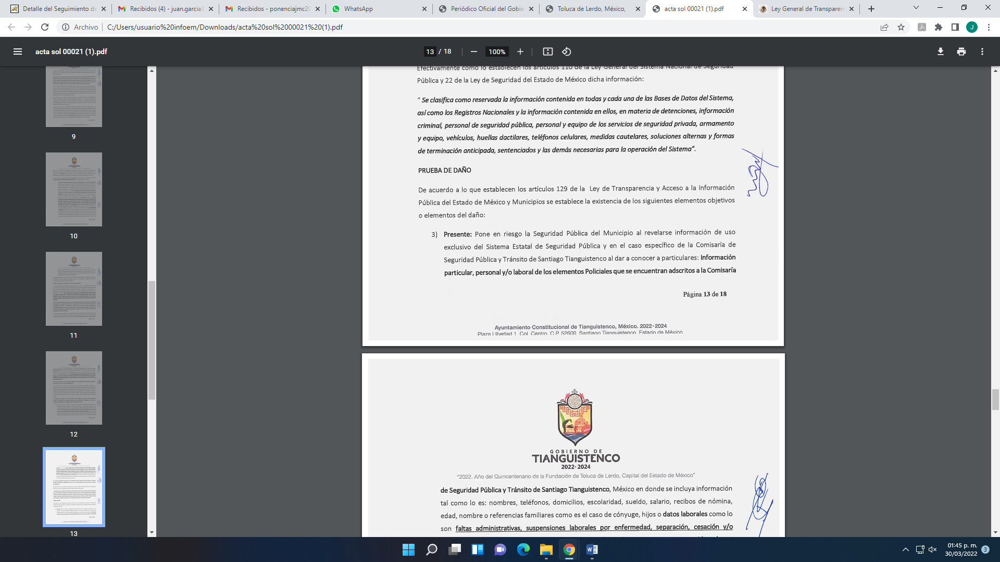 Detalle del Seguimiento de
Recibidos (4) - juan.garcia@
Recibidos - ponenciajmc20
WhatsApp
Periódico Oficial del Gobie
Toluca de Lerdo, México,
acta sol 00021 (1).pdf
Ley General de Transparen
Archivo
C:/Users/usuario%20infoem/Downloads/acta%20sol%2000021%20(1).pdf
J
acta sol 00021 (1).pdf
13 / 18
100%
9
10
11
12
13
Efectivamente como lo establecen los artículos 110 de la Ley General del Sistema Nacional de Seguridad
Pública y 22 de la Ley de Seguridad del Estado de México dicha información:
" Se clasifica como reservada la información contenida en todas y cada una de las Bases de Datos del Sistema,
así como los Registros Nacionales y la información contenida en ellos, en materia de detenciones, información
criminal, personal de seguridad pública, personal y equipo de los servicios de seguridad privada, armamento
y equipo, vehículos, huellas dactilares, teléfonos celulares, medidas cautelares, soluciones alternas y formas
de terminación anticipada, sentenciados y las demás necesarias para la operación del Sistema".
PRUEBA DE DAÑO
De acuerdo a lo que establecen los artículos 129 de la Ley de Transparencia y Acceso a la Información
Pública del Estado de México y Municipios se establece la existencia de los siguientes elementos objetivos
o elementos del daño:
3) Presente: Pone en riesgo la Seguridad Pública del Municipio al revelarse información de uso
exclusivo del Sistema Estatal de Seguridad Pública y en el caso específico de la Comisaría de
Seguridad Pública y Tránsito de Santiago Tianguistenco al dar a conocer a particulares: Información
particular, personal y/o laboral de los elementos Policiales que se encuentran adscritos a la Comisaría
Página 13 de 18
Ayuntamiento Constitucional de Tianguistenco, México. 2022•2024
Plaza Libertad 1, Col. Centro, C.P. 52600, Santiago Tianguistenco, Estado de México
GOBIERNO DE
TIANGUISTENCO
2022•2024
"2022. Año del Quincentenario de la Fundación de Toluca de Lerdo, Capital del Estado de México"
de Seguridad Pública y Tránsito de Santiago Tianguistenco, México en donde se incluya información
tal como lo es: nombres, teléfonos, domicilios, escolaridad, sueldo, salario, recibos de nómina,
edad, nombre o referencias familiares como es el caso de cónyuge, hijos o datos laborales como lo
son faltas administrativas, suspensiones laborales por enfermedad, separación, cesación y/o
01:45 p. m.
30/03/2022
3